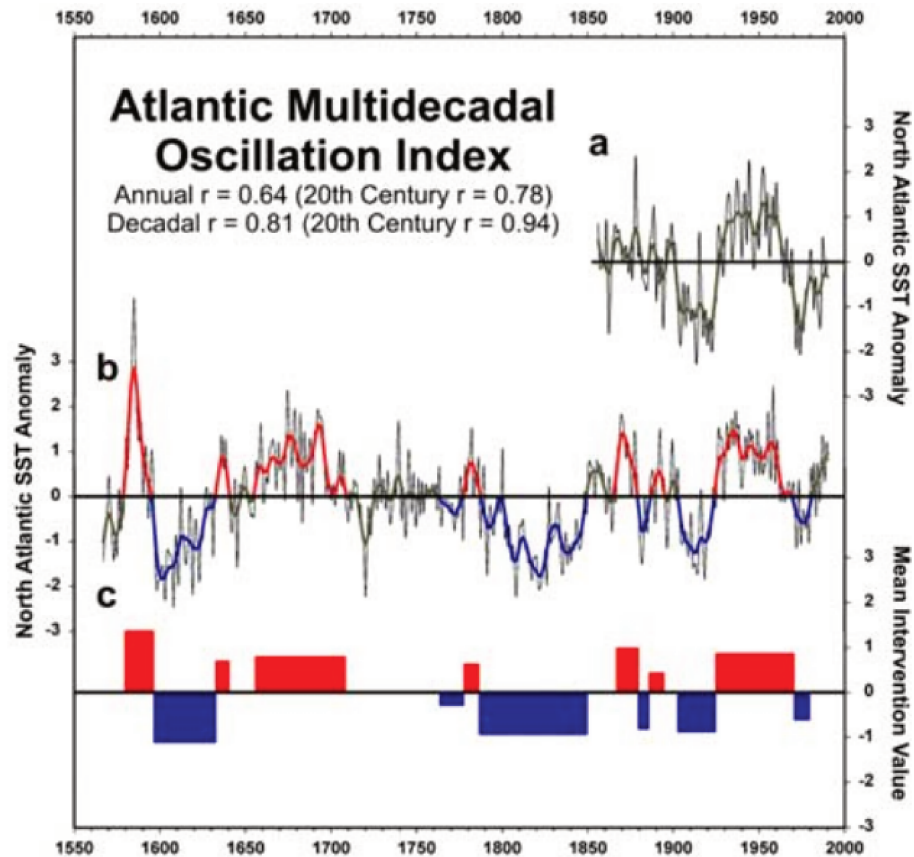 1550 1600 1650 1700 1750 1800 1850 1900 1950 2000
Atlantic Multidecadal
Oscillation Index
Annual r = 0.64 (20th Century r = 0.78)
Decadal r = 0.81 (20th Century r = 0.94)
a
3
2
1
0
-1
-2
-3
North Atlantic SST Anomaly
b
3
2
1
0
-1
-2
-3
North Atlantic SST Anomaly
c
3
2
1
0
-1
-2
-3
Mean Intervention Value
1550 1600 1650 1700 1750 1800 1850 1900 1950 2000